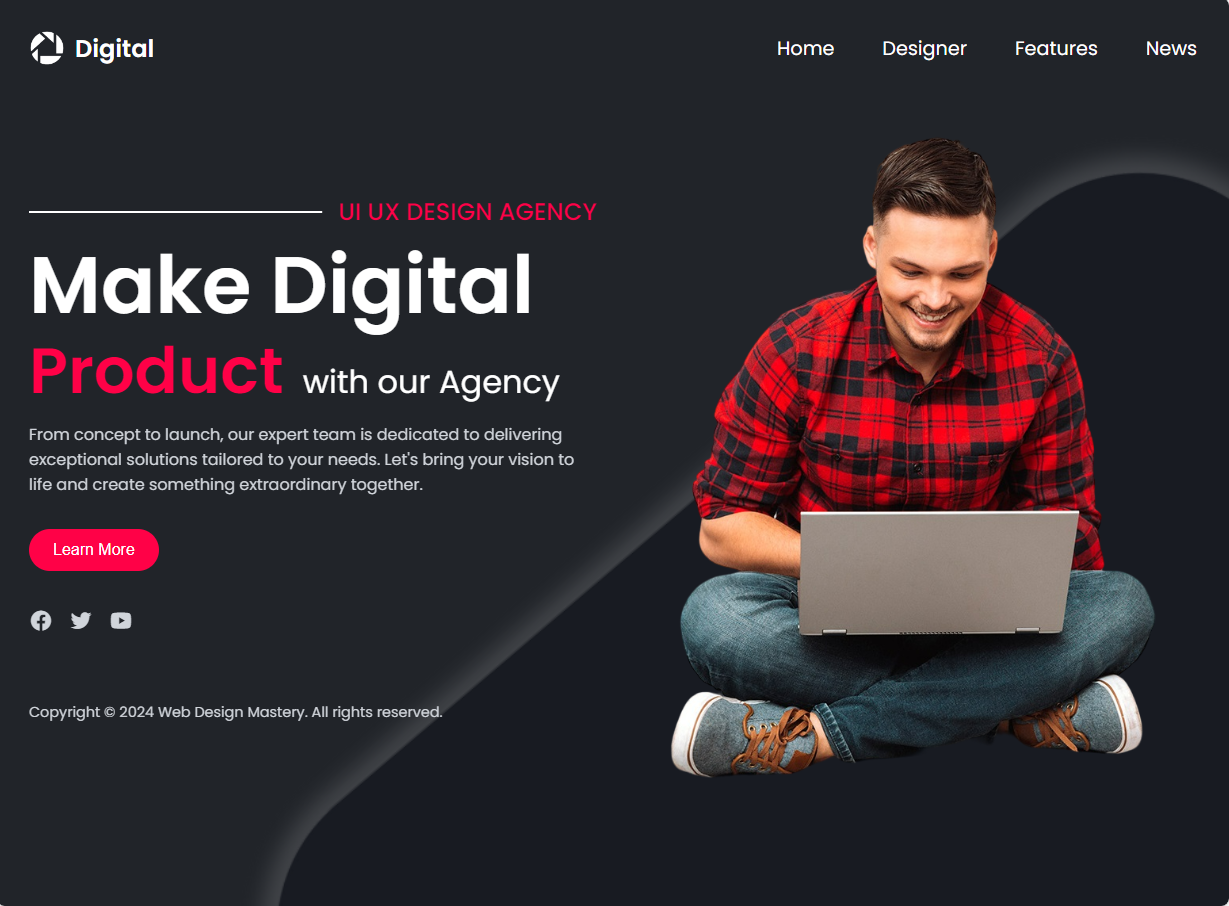 Digital
Home Designer Features News
UI UX DESIGN AGENCY
Make Digital
Product with our Agency
From concept to launch, our expert team is dedicated to delivering
exceptional solutions tailored to your needs. Let's bring your vision to
life and create something extraordinary together.
Learn More
Copyright © 2024 Web Design Mastery. All rights reserved.